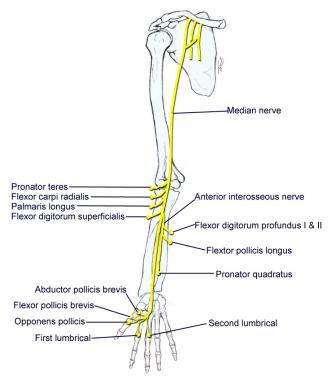 Median nerve
Pronator teres
Flexor carpi radialis
Palmaris longus
Flexor digitorum superficialis
Anterior interosseous nerve
Flexor digitorum profundus I & II
Flextor pollicis longus
Pronator quadratus
Abductor pollicis brevis
Flexor pollicis brevis
Opponens pollicis
First lumbrical
Second lumbrical